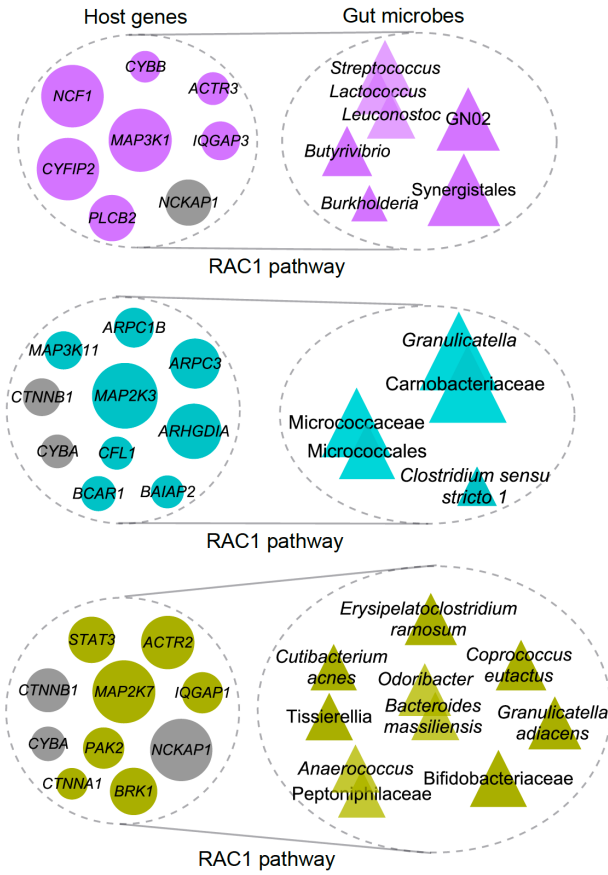 Host genes
Gut microbes
CYBB
NCF1
ACTR3
MAP3K1
IQGAP3
CYFIP2
NCKAP1
PLCB2
Streptococcus
Lactococcus
Leuconostoc
GN02
Butyrivibrio
Synergistales
Burkholderia
RAC1 pathway
ARPC1B
MAP3K11
ARPC3
CTNNB1
MAP2K3
ARHGDIA
CYBA
CFL1
BCAR1
BAIAP2
Granulicatella
Carnobacteriaceae
Micrococcaceae
Micrococcales
Clostridium sensu
stricto 1
RAC1 pathway
STAT3
ACTR2
CTNNB1
MAP2K7
IQGAP1
CYBA
PAK2
NCKAP1
CTNNA1
BRK1
Erysipelatoclostridium
ramosum
Cutibacterium
acnes
Odoribacter
Coprococcus
eutactus
Tissierellia
Bacteroides
massiliensis
Granulicatella
adiacens
Anaerococcus
Peptoniphilaceae
Bifidobacteriaceae
RAC1 pathway